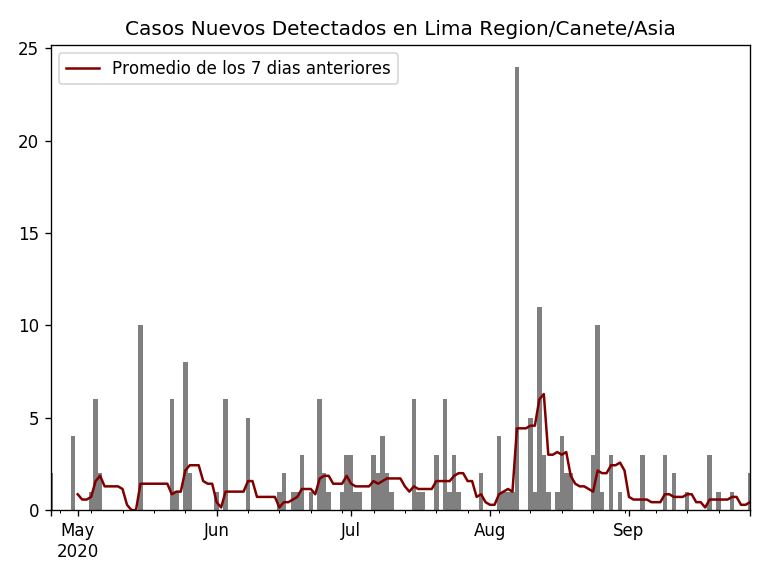 Casos Nuevos Detectados en Lima Region/Canete/Asia
Promedio de los 7 dias anteriores
25
20
15
10
5
0
May Jun Jul Aug Sep
2020